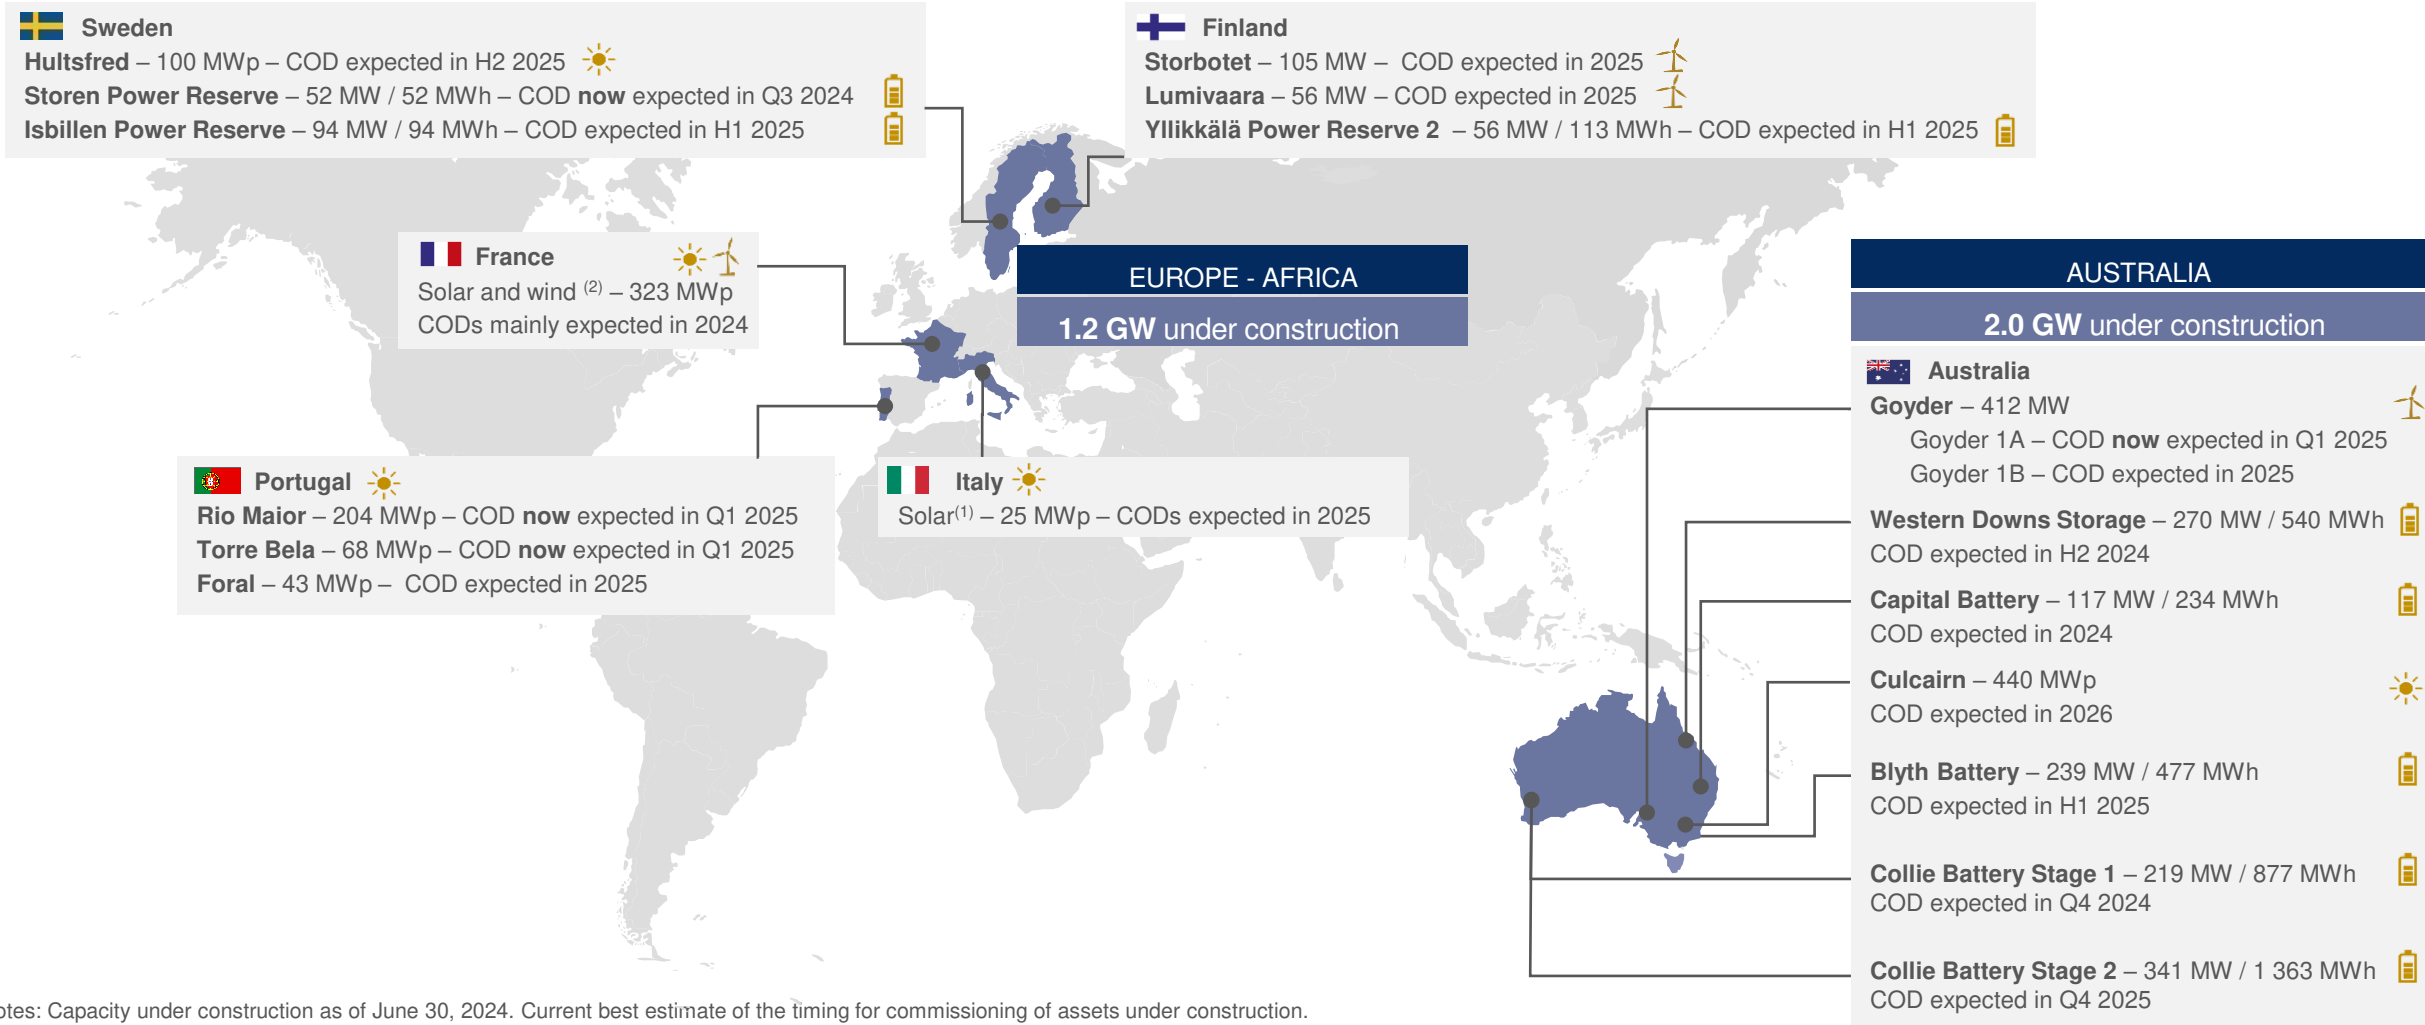 Sweden
Hultsfred – 100 MWp – COD expected in H2 2025
Storen Power Reserve – 52 MW / 52 MWh – COD now expected in Q3 2024
Isbillen Power Reserve – 94 MW / 94 MWh – COD expected in H1 2025
Finland
Storbotet – 105 MW – COD expected in 2025
Lumivaara – 56 MW – COD expected in 2025
Yllikkälä Power Reserve 2 – 56 MW / 113 MWh – COD expected in H1 2025
France
Solar and wind (2) – 323 MWp
CODs mainly expected in 2024
EUROPE - AFRICA
1.2 GW under construction
Portugal
Rio Maior – 204 MWp – COD now expected in Q1 2025
Torre Bela – 68 MWp – COD now expected in Q1 2025
Foral – 43 MWp – COD expected in 2025
Italy
Solar(1) – 25 MWp – CODs expected in 2025
AUSTRALIA
2.0 GW under construction
Australia
Goyder – 412 MW
Goyder 1A – COD now expected in Q1 2025
Goyder 1B – COD expected in 2025
Western Downs Storage – 270 MW / 540 MWh
COD expected in H2 2024
Capital Battery – 117 MW / 234 MWh
COD expected in 2024
Culcairn – 440 MWp
COD expected in 2026
Blyth Battery – 239 MW / 477 MWh
COD expected in H1 2025
Collie Battery Stage 1 – 219 MW / 877 MWh
COD expected in Q4 2024
Collie Battery Stage 2 – 341 MW / 1 363 MWh
COD expected in Q4 2025
otes: Capacity under construction as of June 30, 2024. Current best estimate of the timing for commissioning of assets under construction.